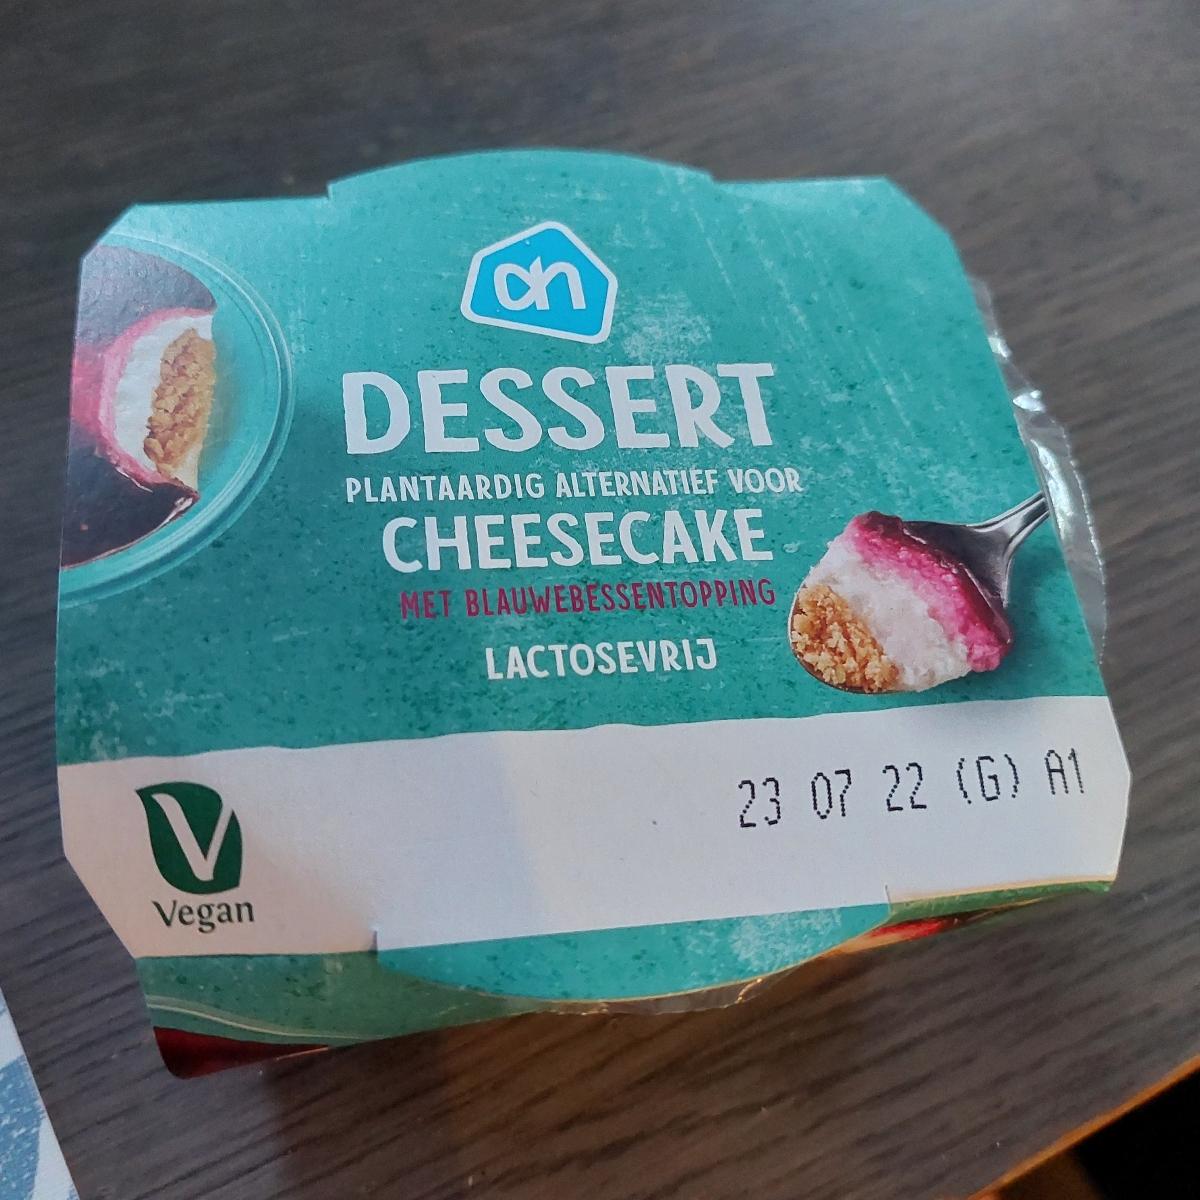 ah
DESSERT
PLANTAARDIG ALTERNATIEF VOOR
CHEESECAKE
MET BLAUWEBESSENTOPPING
LACTOSEVRIJ
23 07 22 (G) A1
V
Vegan